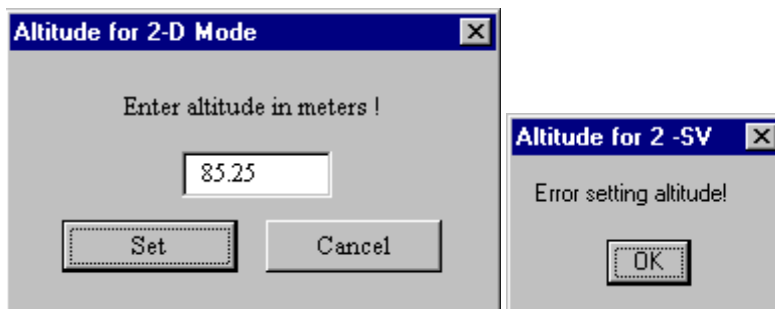 Altitude for 2-D Mode
Enter altitude in meters !
85.25
Set
Cancel
Altitude for 2 -SV
Error setting altitude!
OK